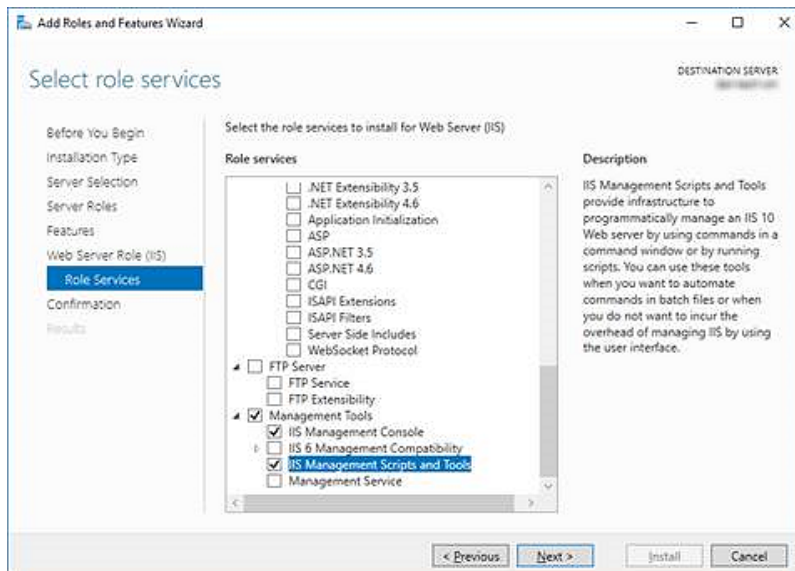 Add Roles and Features Wizard
Select role services
DESTINATION SERVER
Before You Begin
Installation Type
Server Selection
Server Roles
Features
Web Server Role (IIS)
Role Services
Confirmation
Results
Select the role services to install for Web Server (IIS)
Role services
.NET Extensibility 3.5
.NET Extensibility 4.6
Application Initialization
ASP
ASP.NET 3.5
ASP.NET 4.6
CGI
ISAPI Extensions
ISAPI Filters
Server Side Includes
WebSocket Protocol
FTP Server
FTP Service
FTP Extensibility
Management Tools
IIS Management Console
IIS 6 Management Compatibility
IIS Management Scripts and Tools
Management Service
Description
IIS Management Scripts and Tools
provide infrastructure to
programmatically manage an IIS 10
Web server by using commands in a
command window or by running
scripts. You can use these tools
when you want to automate
commands in batch files or when
you do not want to incur the
overhead of managing IIS by using
the user interface.
< Previous
Next >
Install
Cancel